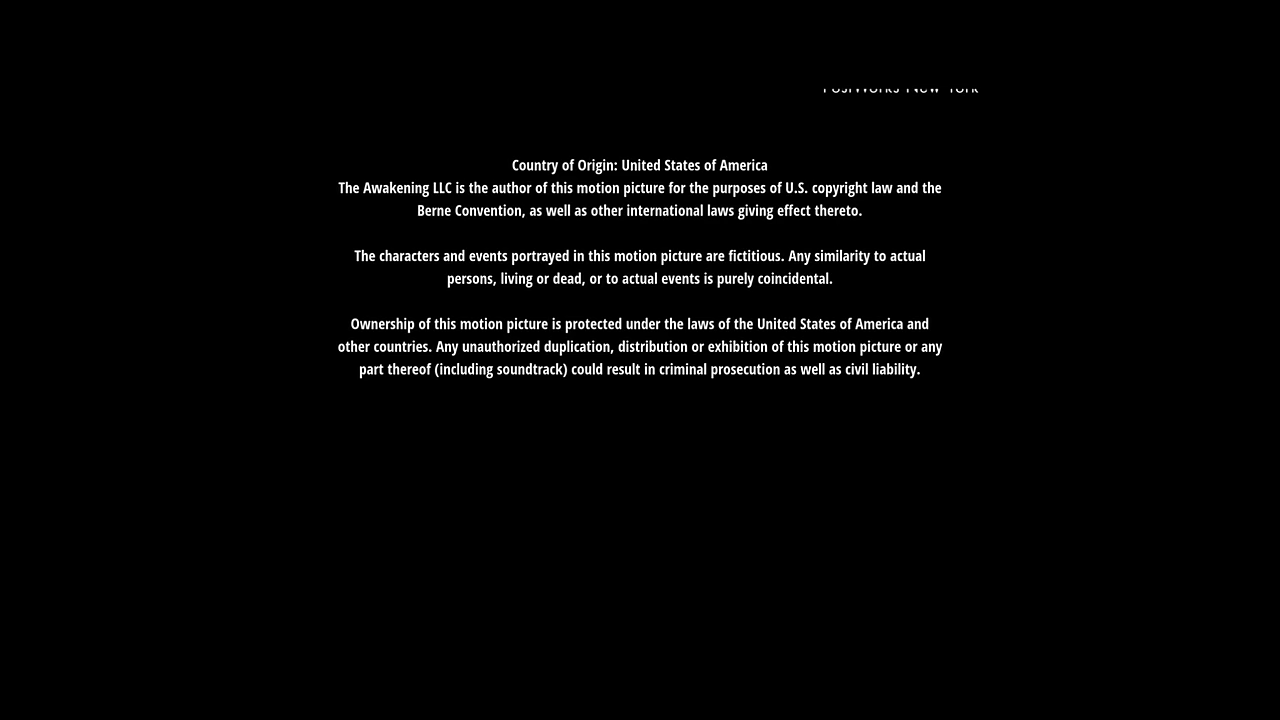 PostWorks New York
Country of Origin: United States of America
The Awakening LLC is the author of this motion picture for the purposes of U.S. copyright law and the
Berne Convention, as well as other international laws giving effect thereto.
The characters and events portrayed in this motion picture are fictitious. Any similarity to actual
persons, living or dead, or to actual events is purely coincidental.
Ownership of this motion picture is protected under the laws of the United States of America and
other countries. Any unauthorized duplication, distribution or exhibition of this motion picture or any
part thereof (including soundtrack) could result in criminal prosecution as well as civil liability.